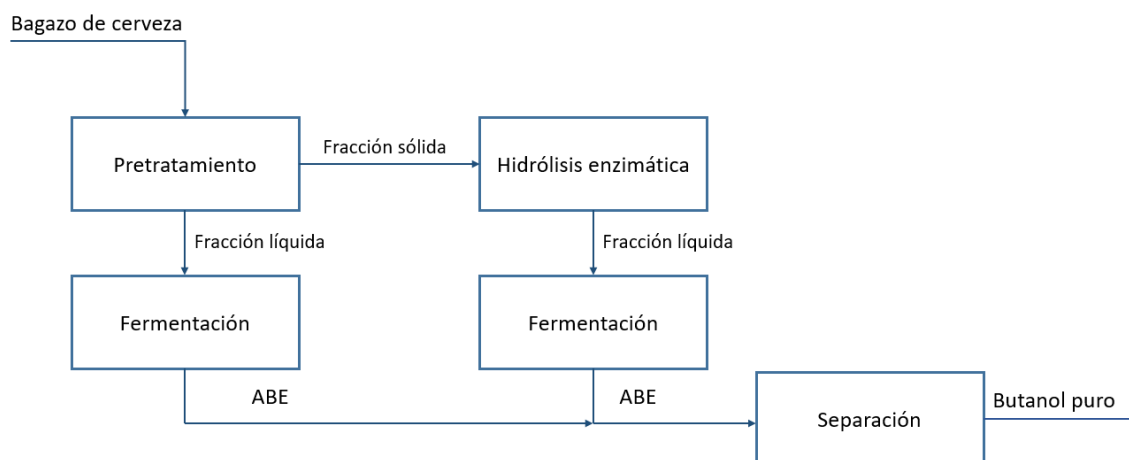 Bagazo de cerveza
Pretratamiento
Fracción sólida
Hidrólisis enzimática
Fracción líquida
Fracción líquida
Fermentación
Fermentación
ABE
ABE
Separación
Butanol puro